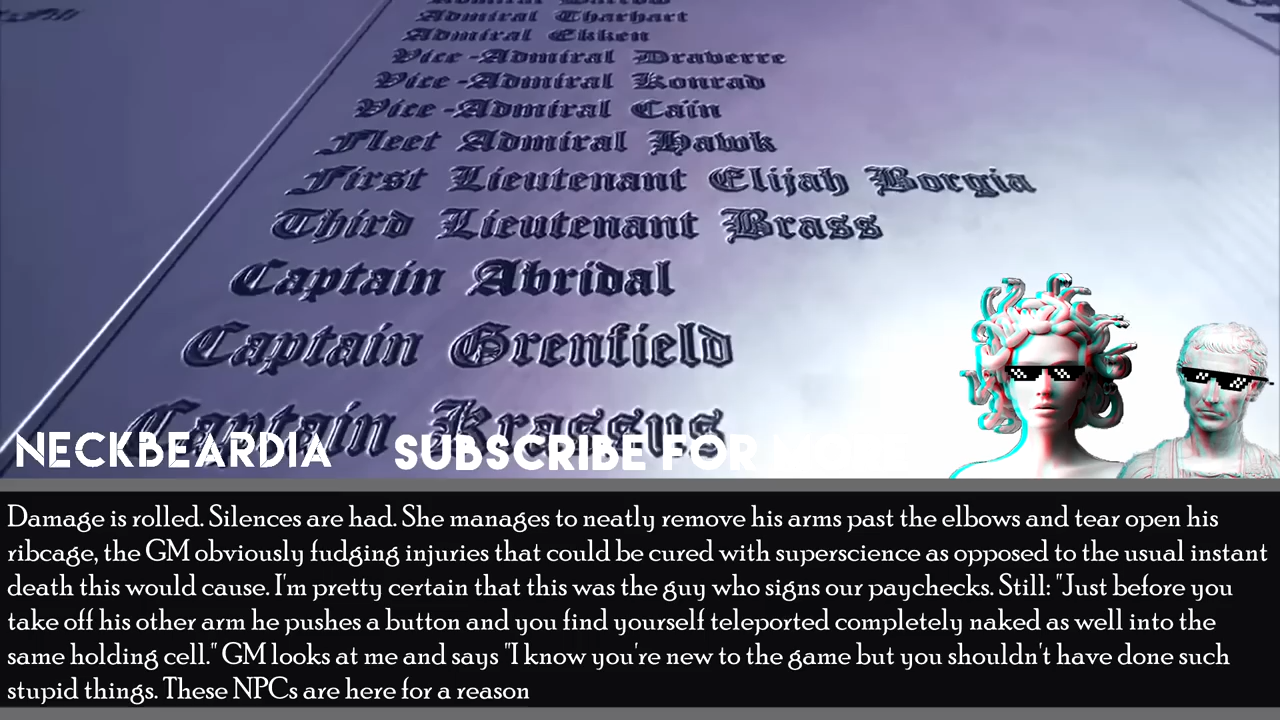 Admiral Tharhart
Admiral Ekken
Vice-Admiral Draverre
Vice-Admiral Konrad
Vice-Admiral Cain
Fleet Admiral Hawk
First Lieutenant Elijah Borgia
Third Lieutenant Brass
Captain Abridal
Captain Grenfield
Captain Krassus
NECKBEARDIA SUBSCRIBE FOR
Damage is rolled. Silences are had. She manages to neatly remove his arms past the elbows and tear open his
ribcage, the GM obviously fudging injuries that could be cured with superscience as opposed to the usual instant
death this would cause. I'm pretty certain that this was the guy who signs our paychecks. Still: "Just before you
take off his other arm he pushes a button and you find yourself teleported completely naked as well into the
same holding cell." GM looks at me and says "I know you're new to the game but you shouldn't have done such
stupid things. These NPCs are here for a reason